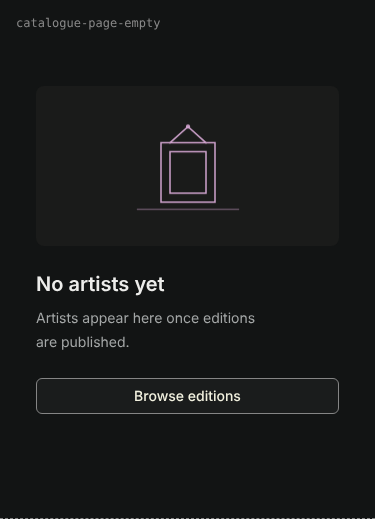 catalogue-page-empty
No artists yet
Artists appear here once editions
are published.
Browse editions